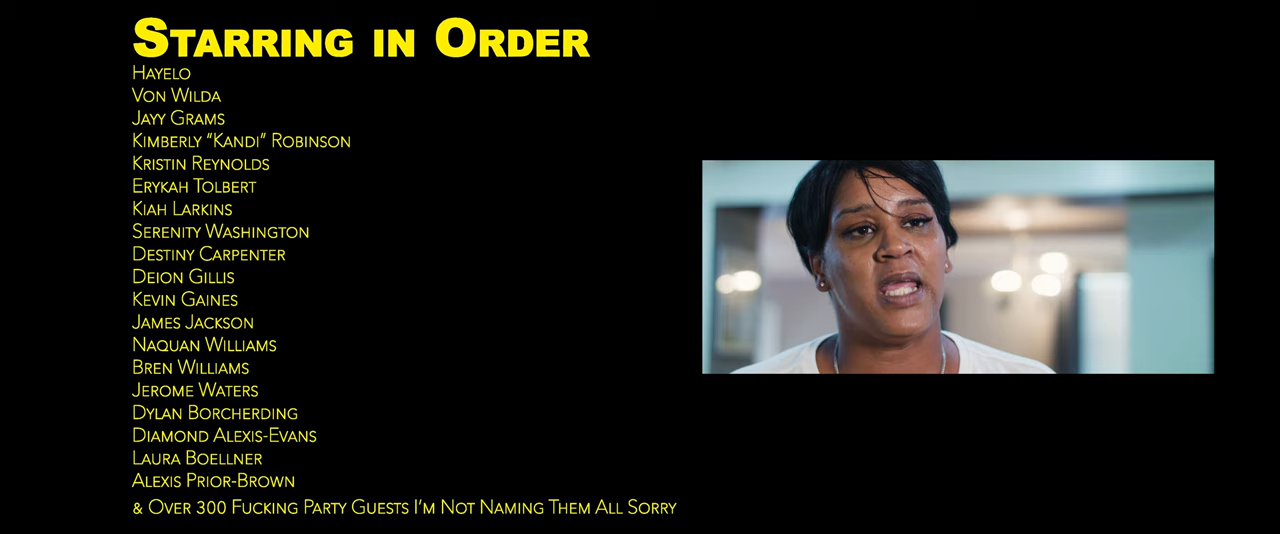 Starring in Order
Hayelo
Von Wilda
Jayy Grams
Kimberly "Kandi" Robinson
Kristin Reynolds
Erykah Tolbert
Kiah Larkins
Serenity Washington
Destiny Carpenter
Deion Gillis
Kevin Gaines
James Jackson
Naquan Williams
Bren Williams
Jerome Waters
Dylan Borcherding
Diamond Alexis-Evans
Laura Boellner
Alexis Prior-Brown
& Over 300 Fucking Party Guests I'm Not Naming Them All Sorry